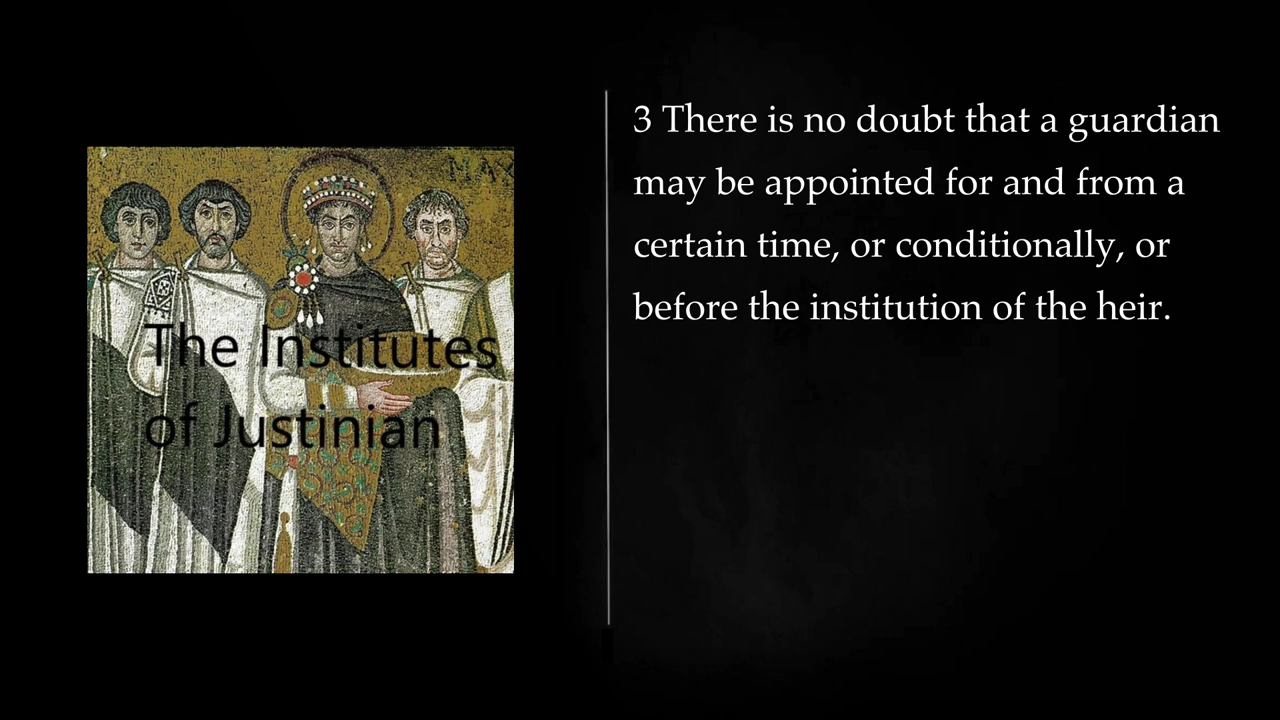 MAX
The Institutes
of Justinian
3 There is no doubt that a guardian
may be appointed for and from a
certain time, or conditionally, or
before the institution of the heir.